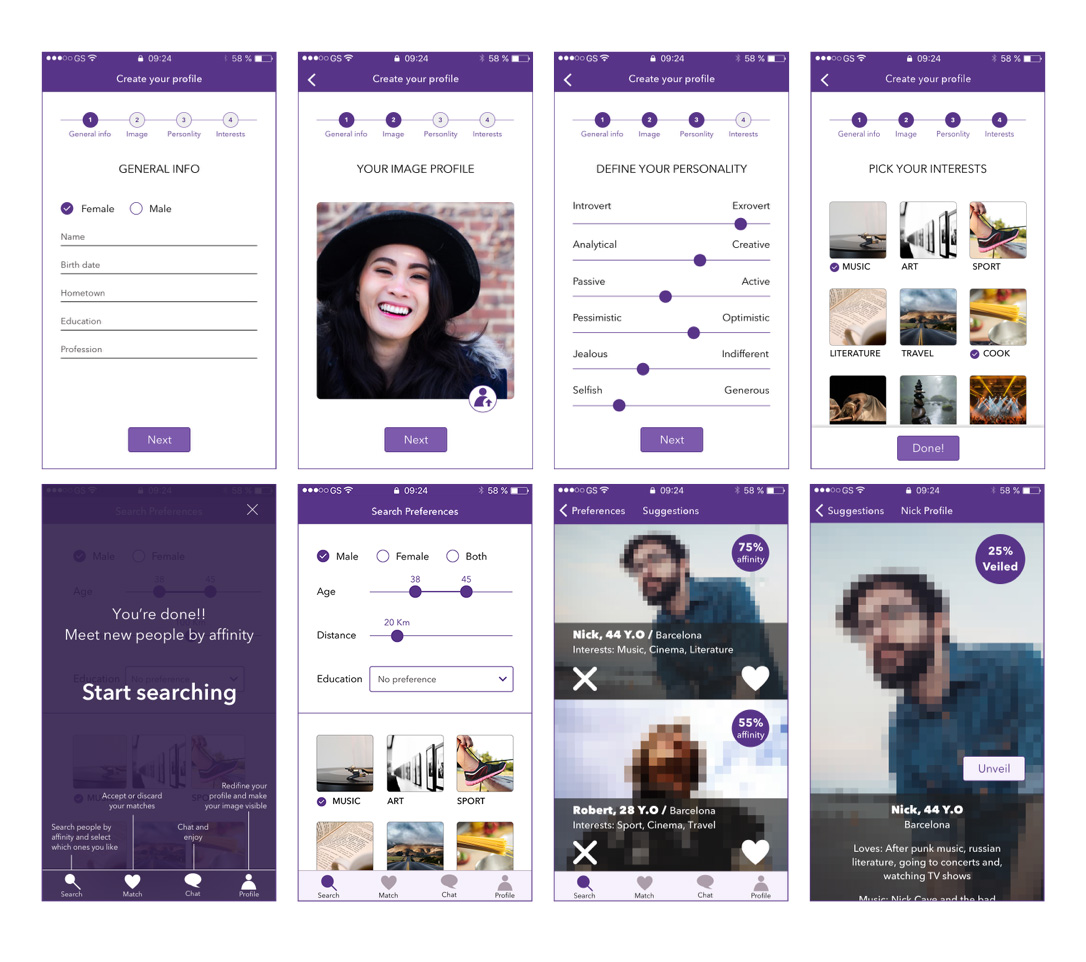 GS 09:24 58 %
Create your profile
1 2 3 4
General info Image Personlity Interests
GENERAL INFO
Female Male
Name
Birth date
Hometown
Education
Profession
Next
GS 09:24 58 %
Create your profile
1 2 3 4
General info Image Personlity Interests
YOUR IMAGE PROFILE
Next
GS 09:24 58 %
Create your profile
1 2 3 4
General info Image Personlity Interests
DEFINE YOUR PERSONALITY
Introvert Exrovert
Analytical Creative
Passive Active
Pessimistic Optimistic
Jealous Indifferent
Selfish Generous
Next
GS 09:24 58 %
Create your profile
1 2 3 4
General info Image Personlity Interests
PICK YOUR INTERESTS
MUSIC ART SPORT
LITERATURE TRAVEL COOK
Done!
GS 09:24 58 %
Search Preferences
Male Female
38 45
Age
You're done!!
Meet new people by affinity
Education No preference
Start searching
Redifine your
profile and make
your image visible
Accept or discard
your matches
Search people by
affinity and select
which ones you like
Chat and
enjoy
Search Match Chat Profile
GS 09:24 58 %
Search Preferences
Male Female Both
38 45
Age
20 Km
Distance
Education No preference
MUSIC ART SPORT
Search Match Chat Profile
GS 09:24 58 %
Preferences Suggestions
75%
affinity
Nick, 44 Y.O / Barcelona
Interests: Music, Cinema, Literature
55%
affinity
Robert, 28 Y.O / Barcelona
Interests: Sport, Cinema, Travel
Search Match Chat Profile
GS 09:24 58 %
Suggestions Nick Profile
25%
Veiled
Unveil
Nick, 44 Y.O
Barcelona
Loves: After punk music, russian
literature, going to concerts and,
watching TV shows
Music: Nick Cave and the bad